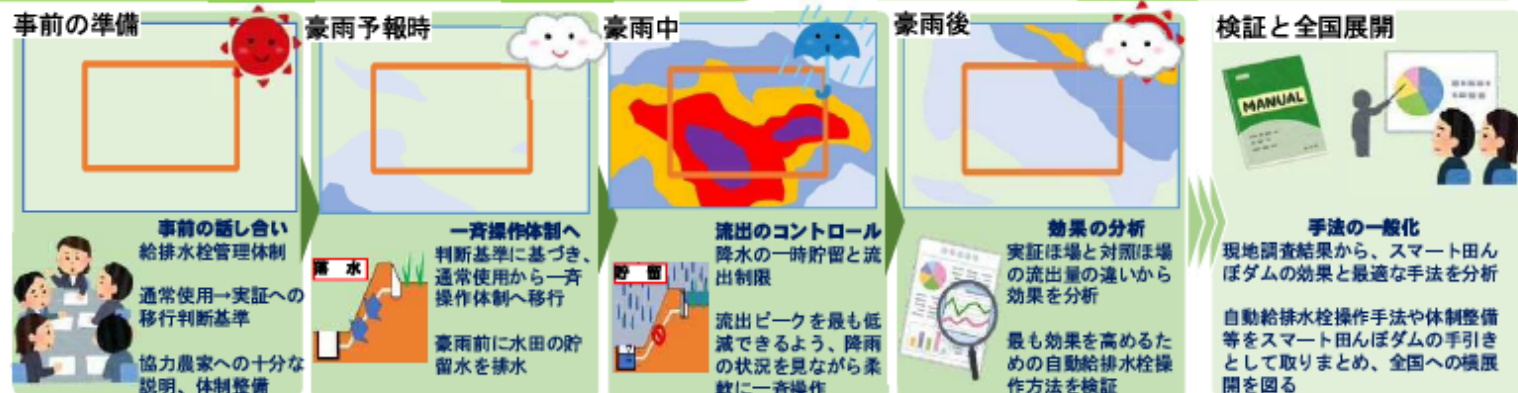 事前の準備
事前の話し合い
給排水栓管理体制
通常使用→実証への
移行判断基準
協力農家への十分な
説明、体制整備
豪雨予報時
一斉操作体制へ
判断基準に基づき、
通常使用から一斉
操作体制へ移行
豪雨前に水田の貯
留水を排水
落 水
豪雨中
流出のコントロール
降水の一時貯留と流
出制限
流出ピークを最も低
減できるよう、降雨
の状況を見ながら柔
軟に一斉操作
貯 留
豪雨後
効果の分析
実証ほ場と対照ほ場
の流出量の違いから
効果を分析
最も効果を高めるた
めの自動給排水栓操
作方法を検証
検証と全国展開
MANUAL
手法の一般化
現地調査結果から、スマート田ん
ぼダムの効果と最適な手法を分析
自動給排水栓操作手法や体制整備
等をスマート田んぼダムの手引き
として取りまとめ、全国への横展
開を図る